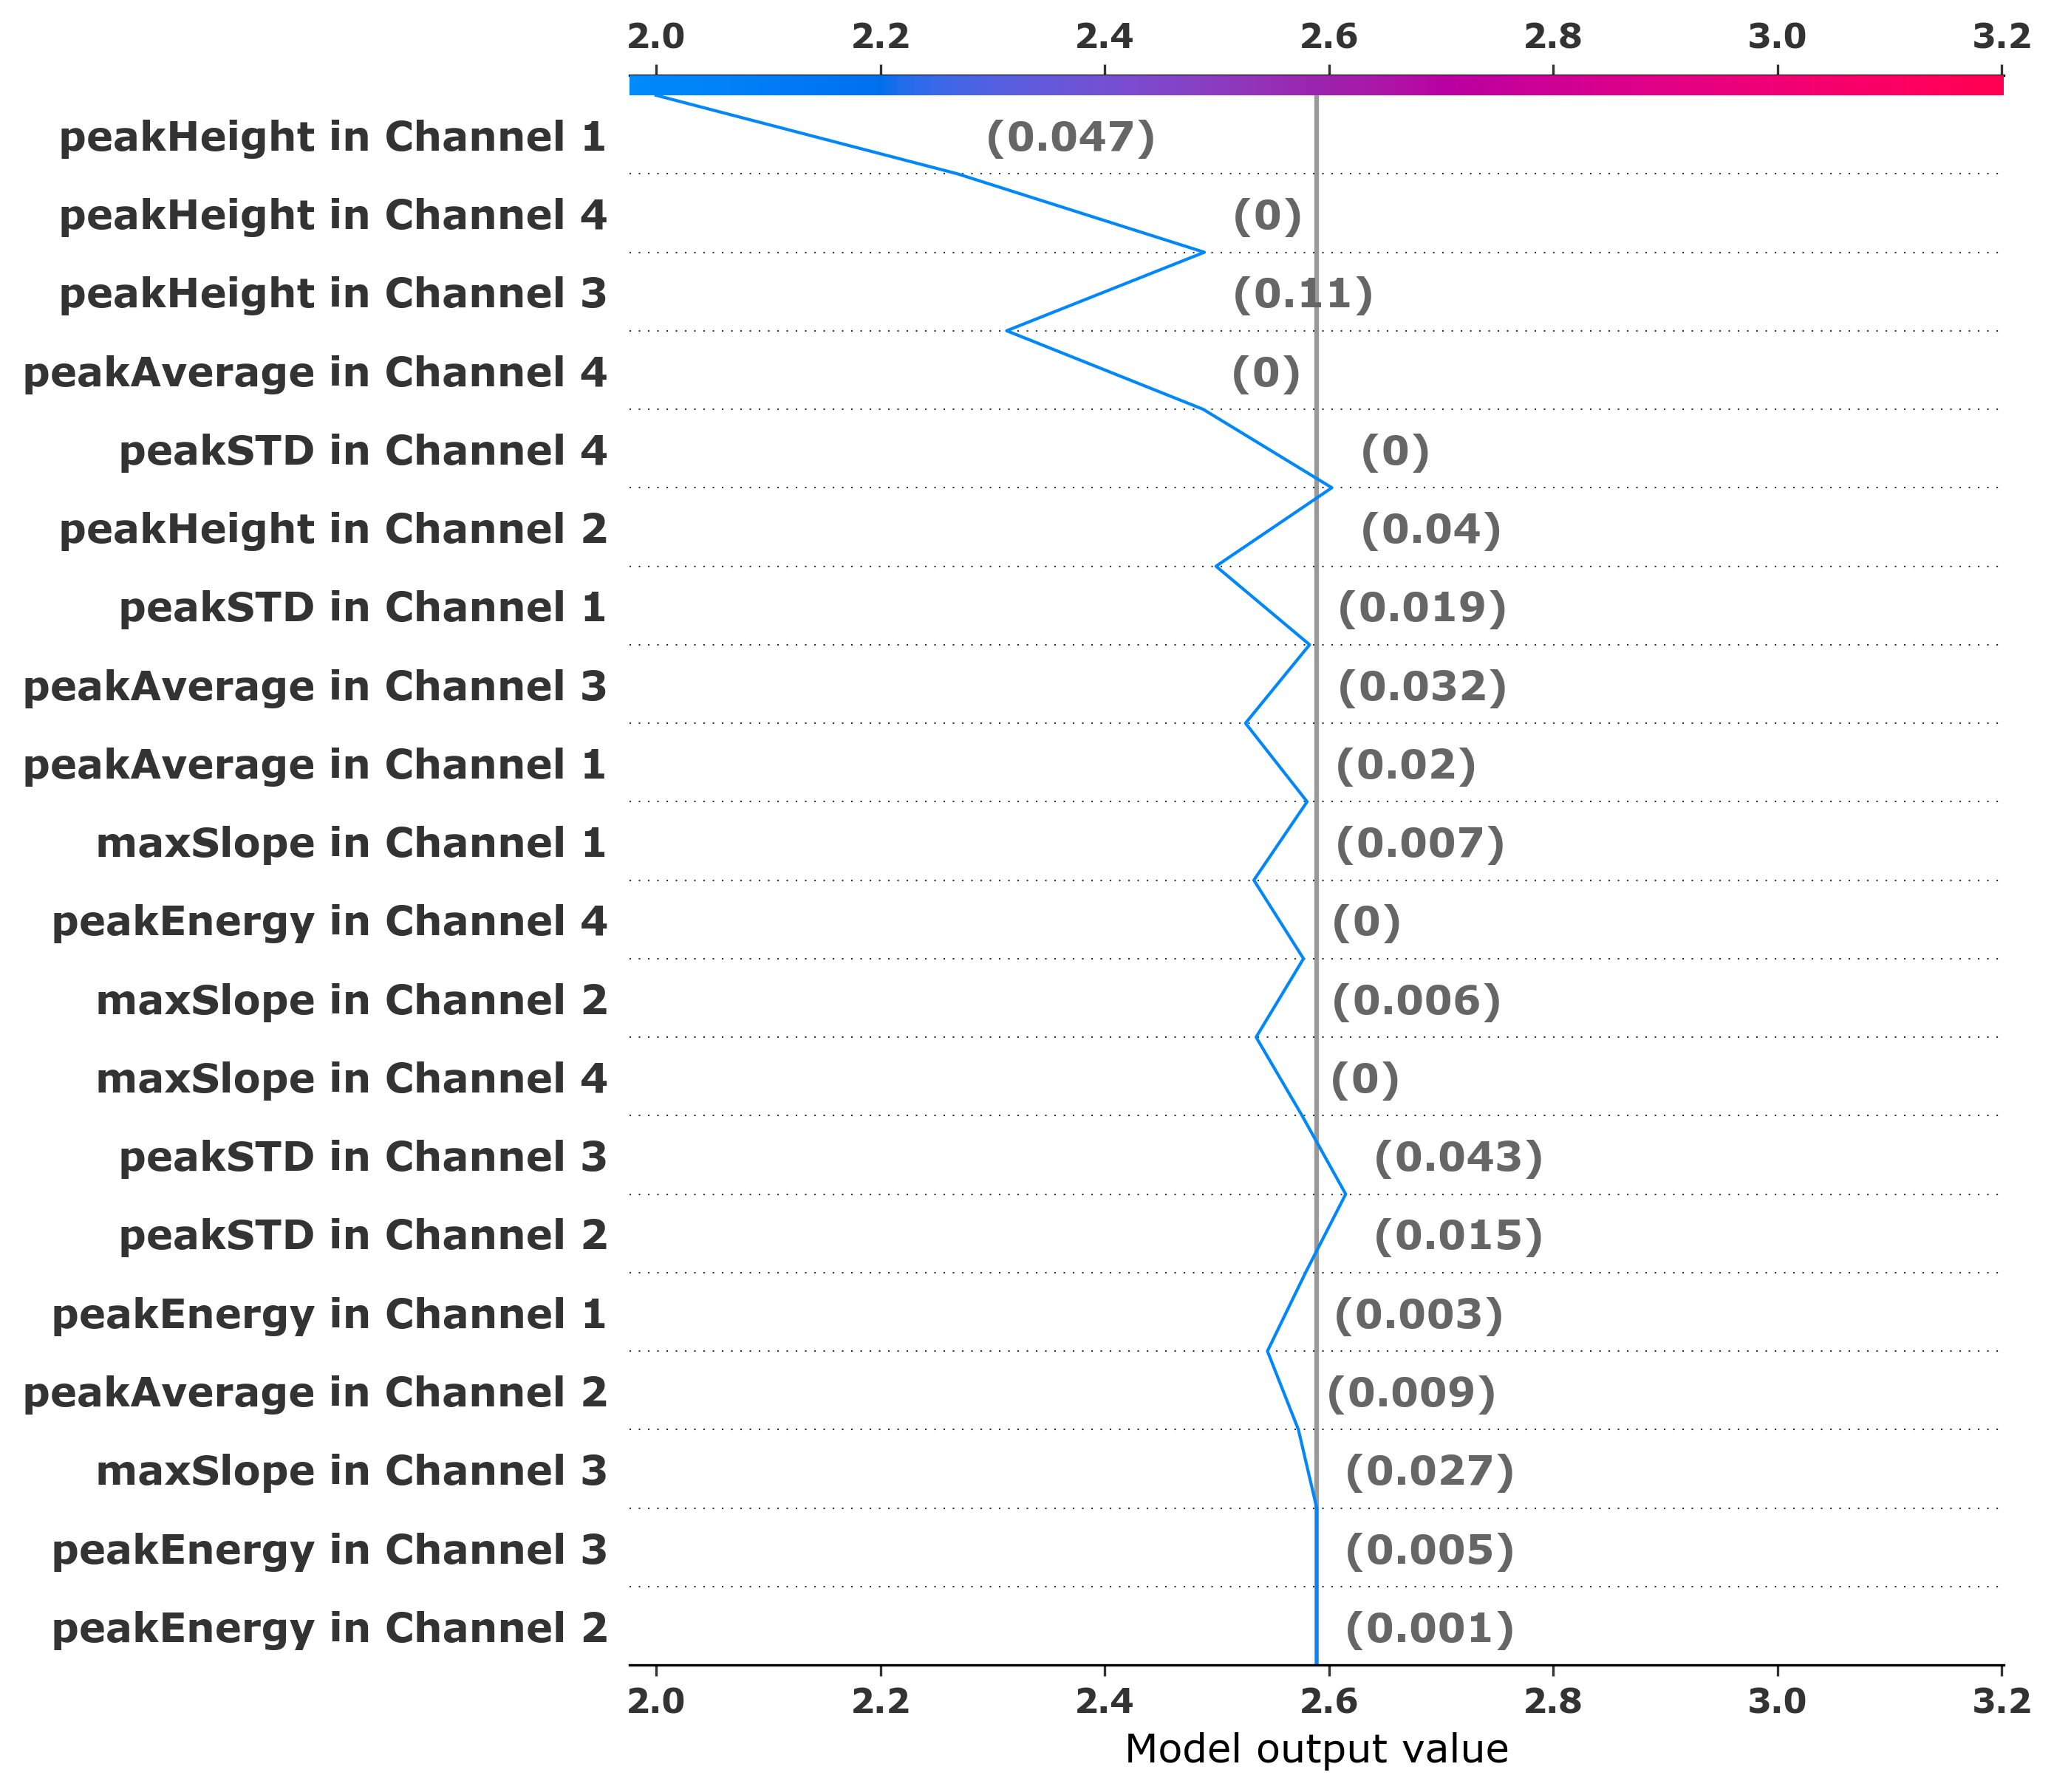 2.0 2.2 2.4 2.6 2.8 3.0 3.2
peakHeight in Channel 1 (0.047)
peakHeight in Channel 4 (0)
peakHeight in Channel 3 (0.11)
peakAverage in Channel 4 (0)
peakSTD in Channel 4 (0)
peakHeight in Channel 2 (0.04)
peakSTD in Channel 1 (0.019)
peakAverage in Channel 3 (0.032)
peakAverage in Channel 1 (0.02)
maxSlope in Channel 1 (0.007)
peakEnergy in Channel 4 (0)
maxSlope in Channel 2 (0.006)
maxSlope in Channel 4 (0)
peakSTD in Channel 3 (0.043)
peakSTD in Channel 2 (0.015)
peakEnergy in Channel 1 (0.003)
peakAverage in Channel 2 (0.009)
maxSlope in Channel 3 (0.027)
peakEnergy in Channel 3 (0.005)
peakEnergy in Channel 2 (0.001)
2.0 2.2 2.4 2.6 2.8 3.0 3.2
Model output value